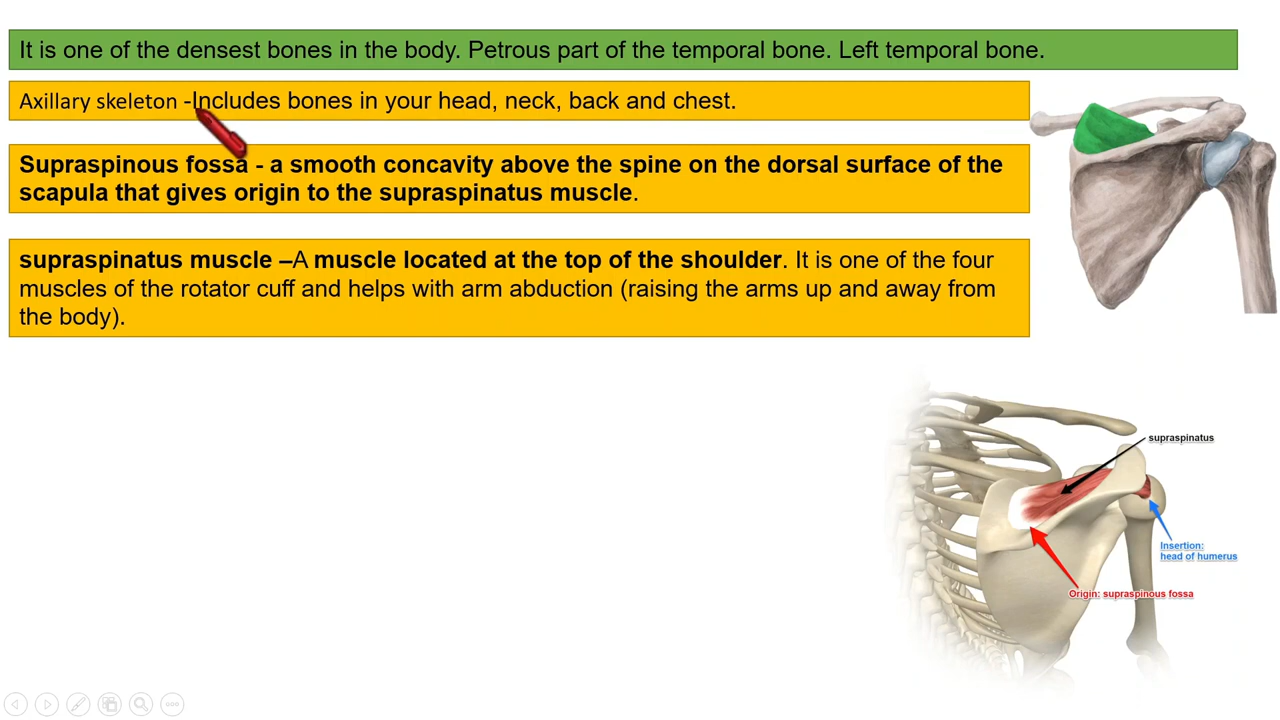 It is one of the densest bones in the body. Petrous part of the temporal bone. Left temporal bone.
Axillary skeleton -Includes bones in your head, neck, back and chest.
Supraspinous fossa - a smooth concavity above the spine on the dorsal surface of the
scapula that gives origin to the supraspinatus muscle.
supraspinatus muscle –A muscle located at the top of the shoulder. It is one of the four
muscles of the rotator cuff and helps with arm abduction (raising the arms up and away from
the body).
supraspinatus
Insertion:
head of humerus
Origin: supraspinous fossa